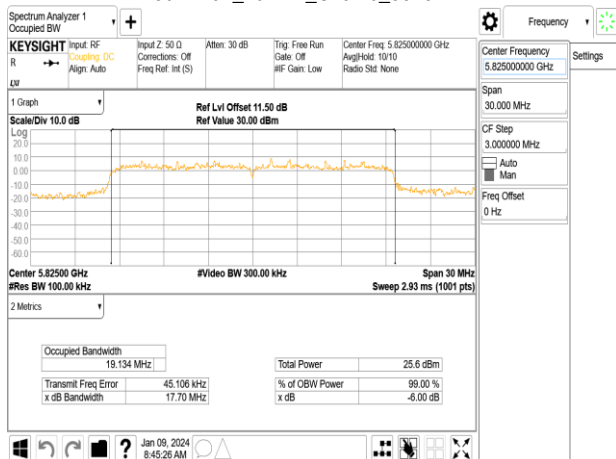 Spectrum Analyzer 1
Occupied BW
Frequency
KEYSIGHT
Input: RF
Coupling: DC
Align: Auto
Input Z: 50 Ω
Corrections: Off
Freq Ref: Int (S)
Atten: 30 dB
Trig: Free Run
Gate: Off
#IF Gain: Low
Center Freq: 5.825000000 GHz
Avg|Hold: 10/10
Radio Std: None
R
LXI
Center Frequency
5.825000000 GHz
Settings
Span
30.000 MHz
CF Step
3.000000 MHz
Auto
Man
Freq Offset
0 Hz
1 Graph
Scale/Div 10.0 dB
Ref Lvl Offset 11.50 dB
Ref Value 30.00 dBm
Log
20.0
10.0
0.00
-10.0
-20.0
-30.0
-40.0
-50.0
-60.0
Center 5.82500 GHz
#Res BW 100.00 kHz
#Video BW 300.00 kHz
Span 30 MHz
Sweep 2.93 ms (1001 pts)
2 Metrics
Occupied Bandwidth
19.134 MHz
Total Power 25.6 dBm
Transmit Freq Error 45.106 kHz
% of OBW Power 99.00 %
x dB Bandwidth 17.70 MHz
x dB -6.00 dB
?
Jan 09, 2024
8:45:26 AM